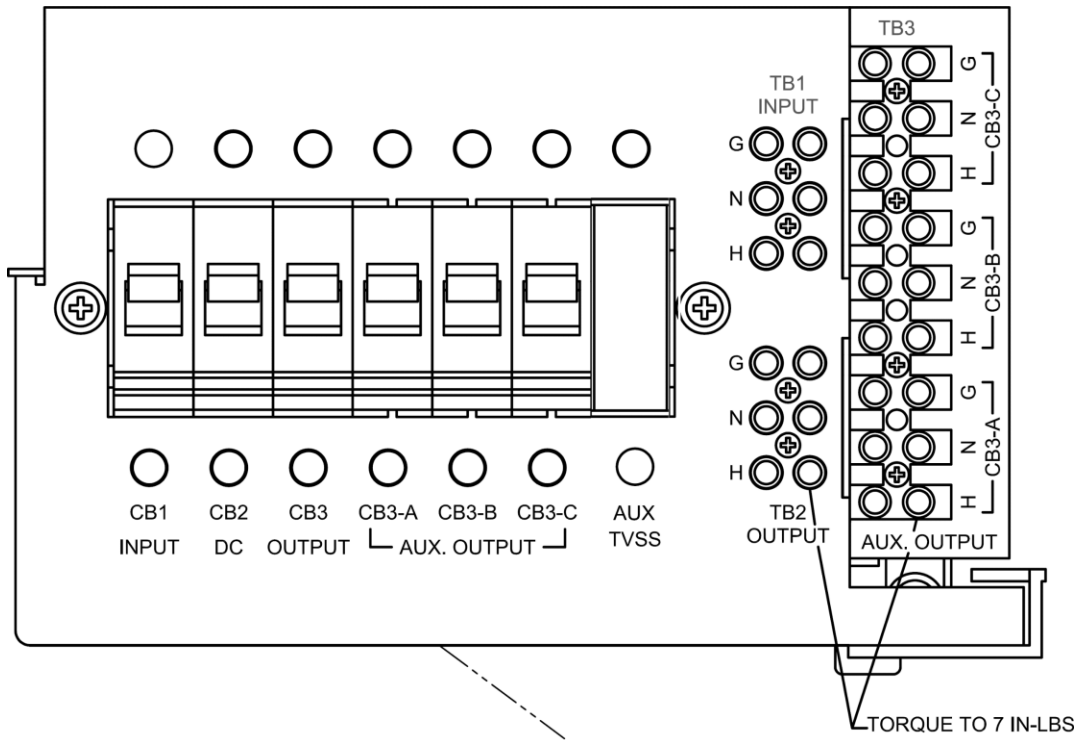 TB3
G
N
H
CB3-C
G
N
H
CB3-B
G
N
H
CB3-A
AUX. OUTPUT
TB1
INPUT
G
N
H
G
N
H
TB2
OUTPUT
CB1
INPUT
CB2
DC
CB3
OUTPUT
CB3-A
CB3-B
CB3-C
AUX. OUTPUT
AUX
TVSS
TORQUE TO 7 IN-LBS